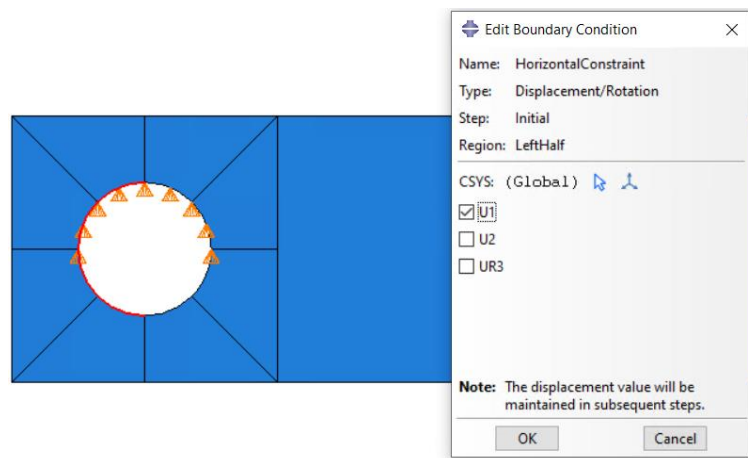 Edit Boundary Condition
Name: HorizontalConstraint
Type: Displacement/Rotation
Step: Initial
Region: LeftHalf
CSYS: (Global)
U1
U2
UR3
Note: The displacement value will be
maintained in subsequent steps.
OK Cancel